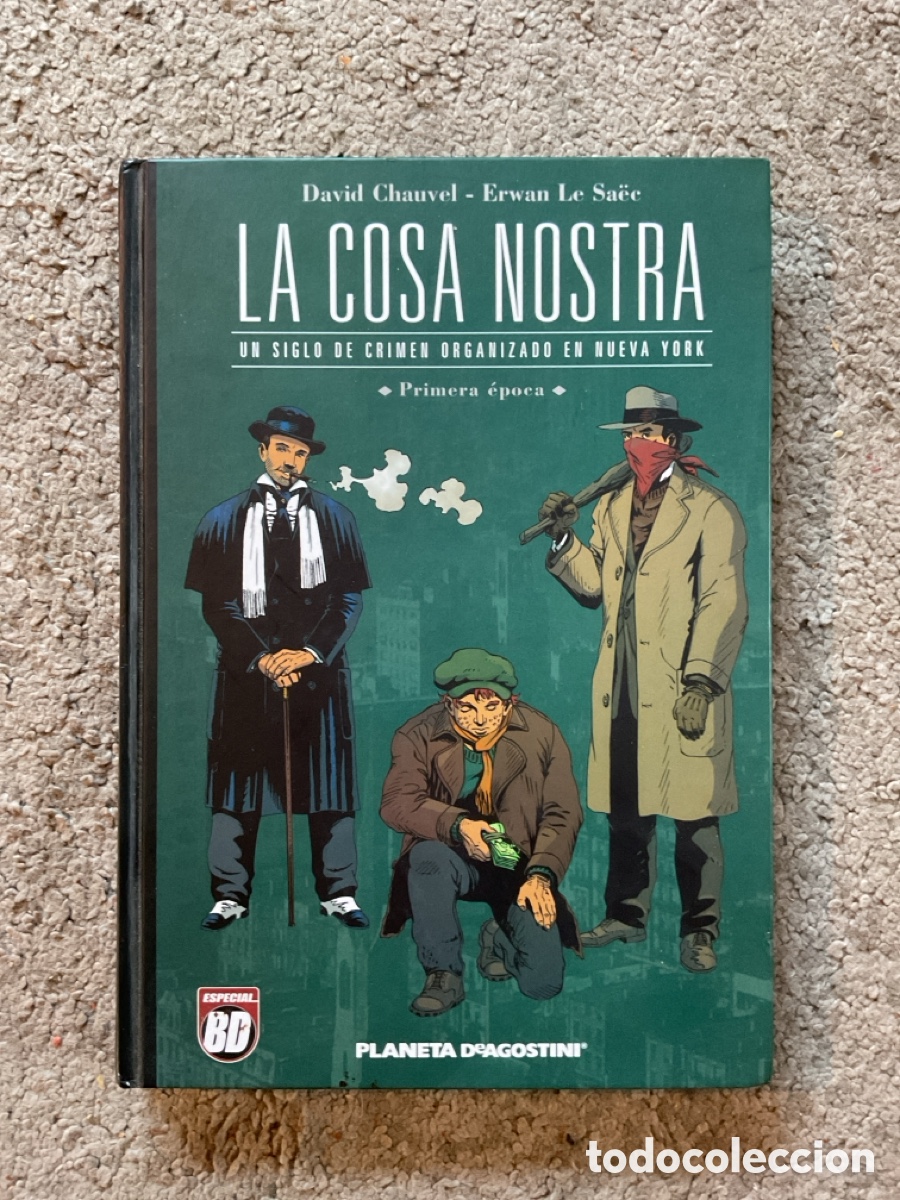 David Chauvel - Erwan Le Saëc
LA COSA NOSTRA
UN SIGLO DE CRIMEN ORGANIZADO EN NUEVA YORK
◆ Primera época ◆
ESPECIAL
BD
PLANETA DeAGOSTINI®
todocoleccion